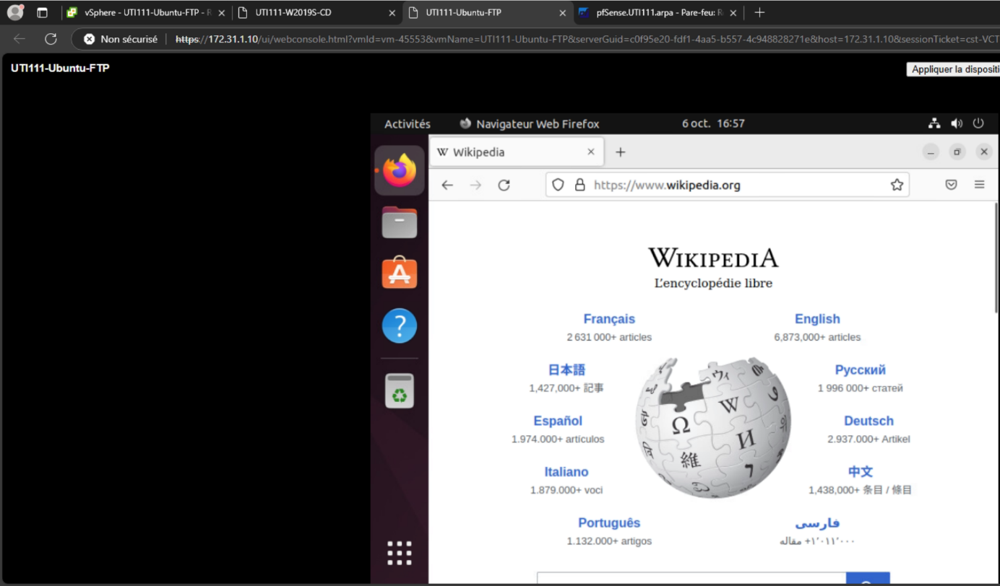 vSphere - UTI111-Ubuntu-FTP - R
UTI111-W2019S-CD
UTI111-Ubuntu-FTP
pfSense.UTI111.arpa - Pare-feu: R
Non sécurisé
https://172.31.1.10/ui/webconsole.html?vmId=vm-45553&vmName=UTI111-Ubuntu-FTP&serverGuid=c0f95e20-fdf1-4aa5-b557-4c948828271e&host=172.31.1.10&sessionTicket=cst-VCT
UTI111-Ubuntu-FTP
Appliquer la dispositi
Activités
Navigateur Web Firefox
6 oct. 16:57
W Wikipedia
https://www.wikipedia.org
WIKIPEDIA
L'encyclopédie libre
Français
2 631 000+ articles
English
6,873,000+ articles
日本語
1,427,000+ 記事
Русский
1 996 000+ статей
Español
1.974.000+ artículos
Deutsch
2.937.000+ Artikel
Italiano
1.879.000+ voci
中文
1,438,000+ 条目 / 條目
Português
1.132.000+ artigos
فارسی
۱٬۰۱۱٬۰۰۰+ مقاله